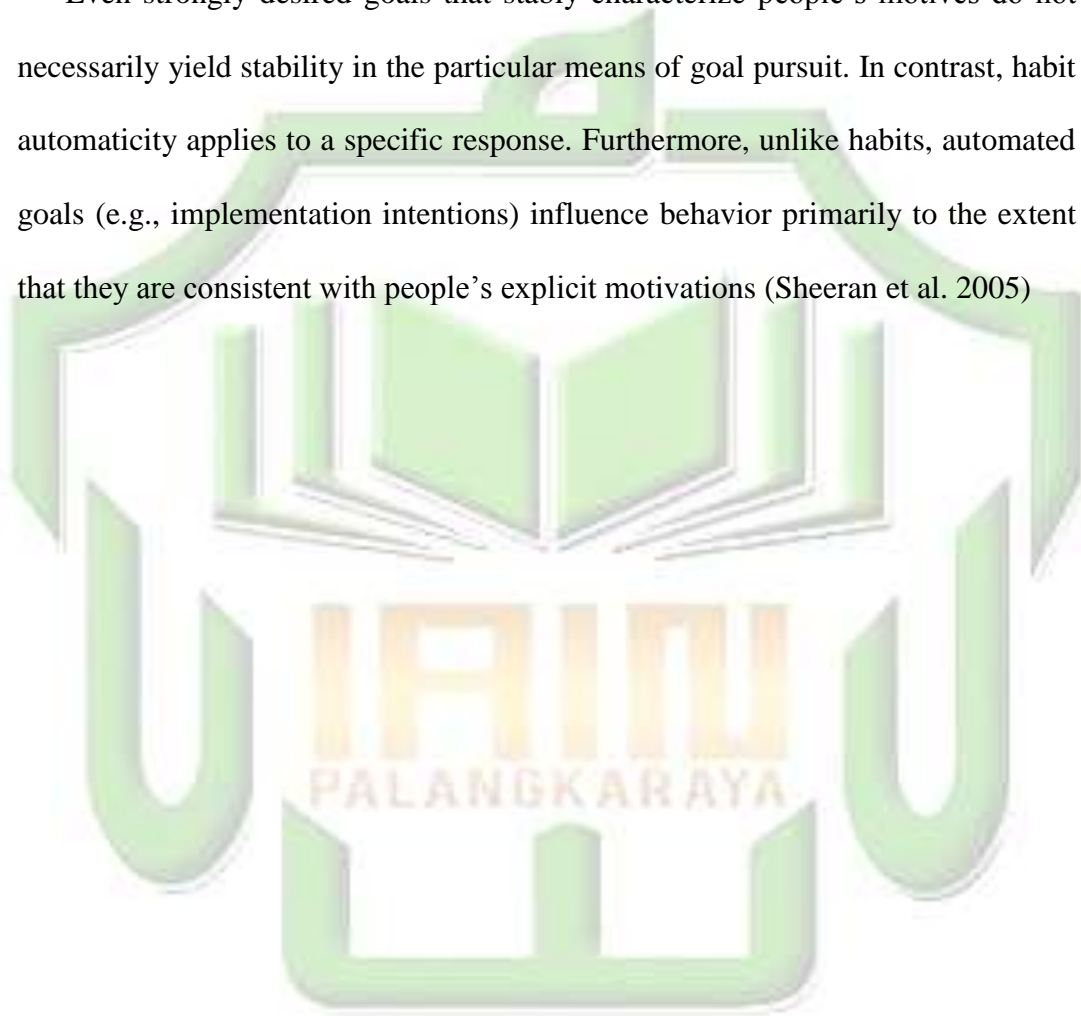 Even strongly desired goals that stably characterize people's motives do not
necessarily yield stability in the particular means of goal pursuit. In contrast, habit
automaticity applies to a specific response. Furthermore, unlike habits, automated
goals (e.g., implementation intentions) influence behavior primarily to the extent
that they are consistent with people's explicit motivations (Sheeran et al. 2005)
IAIN
PALANGKARAYA